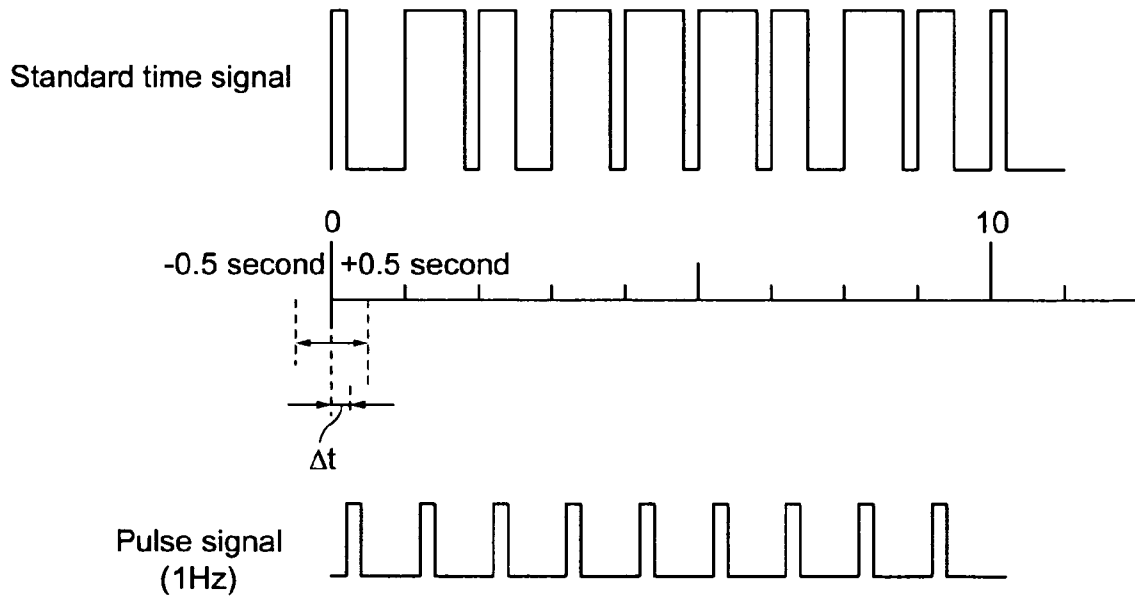 Standard time signal
0
10
-0.5 second
+0.5 second
Δt
Pulse signal
(1Hz)